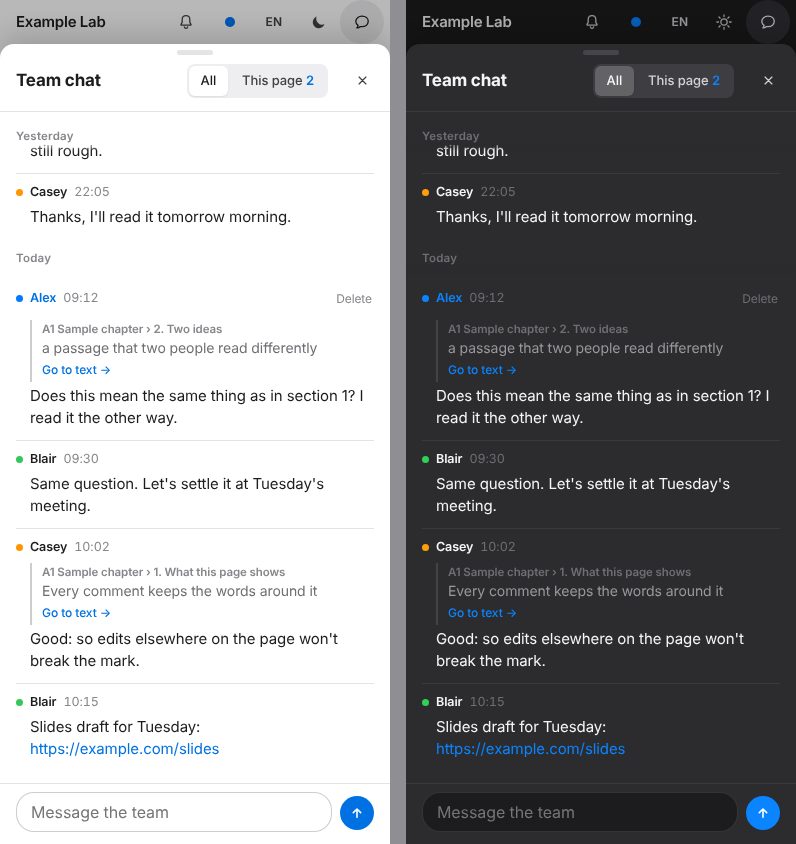 Example Lab
EN
Team chat
All
This page 2
Yesterday
still rough.
Casey 22:05
Thanks, I'll read it tomorrow morning.
Today
Alex 09:12
Delete
A1 Sample chapter › 2. Two ideas
a passage that two people read differently
Go to text →
Does this mean the same thing as in section 1? I
read it the other way.
Blair 09:30
Same question. Let's settle it at Tuesday's
meeting.
Casey 10:02
A1 Sample chapter › 1. What this page shows
Every comment keeps the words around it
Go to text →
Good: so edits elsewhere on the page won't
break the mark.
Blair 10:15
Slides draft for Tuesday:
https://example.com/slides
Message the team
Example Lab
EN
Team chat
All
This page 2
Yesterday
still rough.
Casey 22:05
Thanks, I'll read it tomorrow morning.
Today
Alex 09:12
Delete
A1 Sample chapter › 2. Two ideas
a passage that two people read differently
Go to text →
Does this mean the same thing as in section 1? I
read it the other way.
Blair 09:30
Same question. Let's settle it at Tuesday's
meeting.
Casey 10:02
A1 Sample chapter › 1. What this page shows
Every comment keeps the words around it
Go to text →
Good: so edits elsewhere on the page won't
break the mark.
Blair 10:15
Slides draft for Tuesday:
https://example.com/slides
Message the team